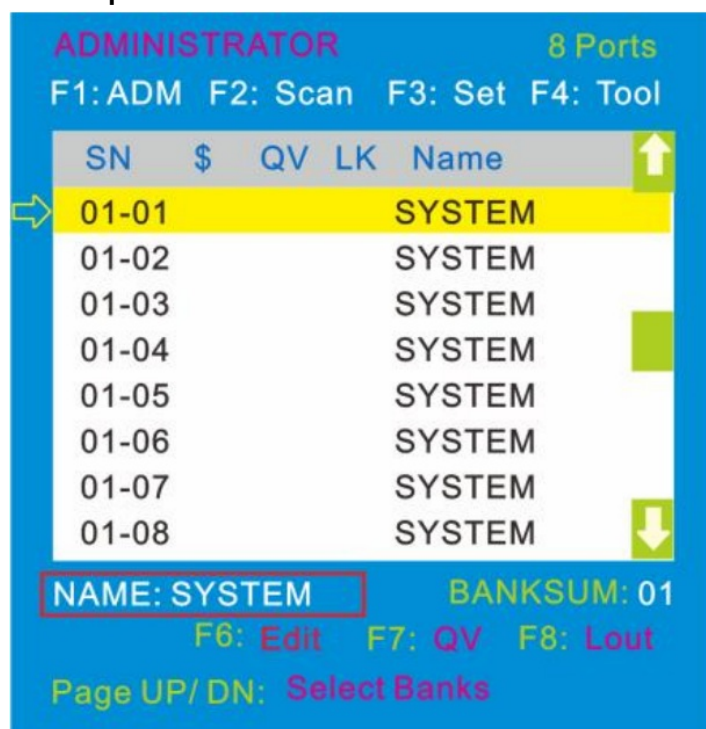 ADMINISTRATOR 8 Ports
F1: ADM F2: Scan F3: Set F4: Tool
SN $ QV LK Name
01-01 SYSTEM
01-02 SYSTEM
01-03 SYSTEM
01-04 SYSTEM
01-05 SYSTEM
01-06 SYSTEM
01-07 SYSTEM
01-08 SYSTEM
NAME: SYSTEM BANKSUM: 01
F6: Edit F7: QV F8: Lout
Page UP/ DN: Select Banks